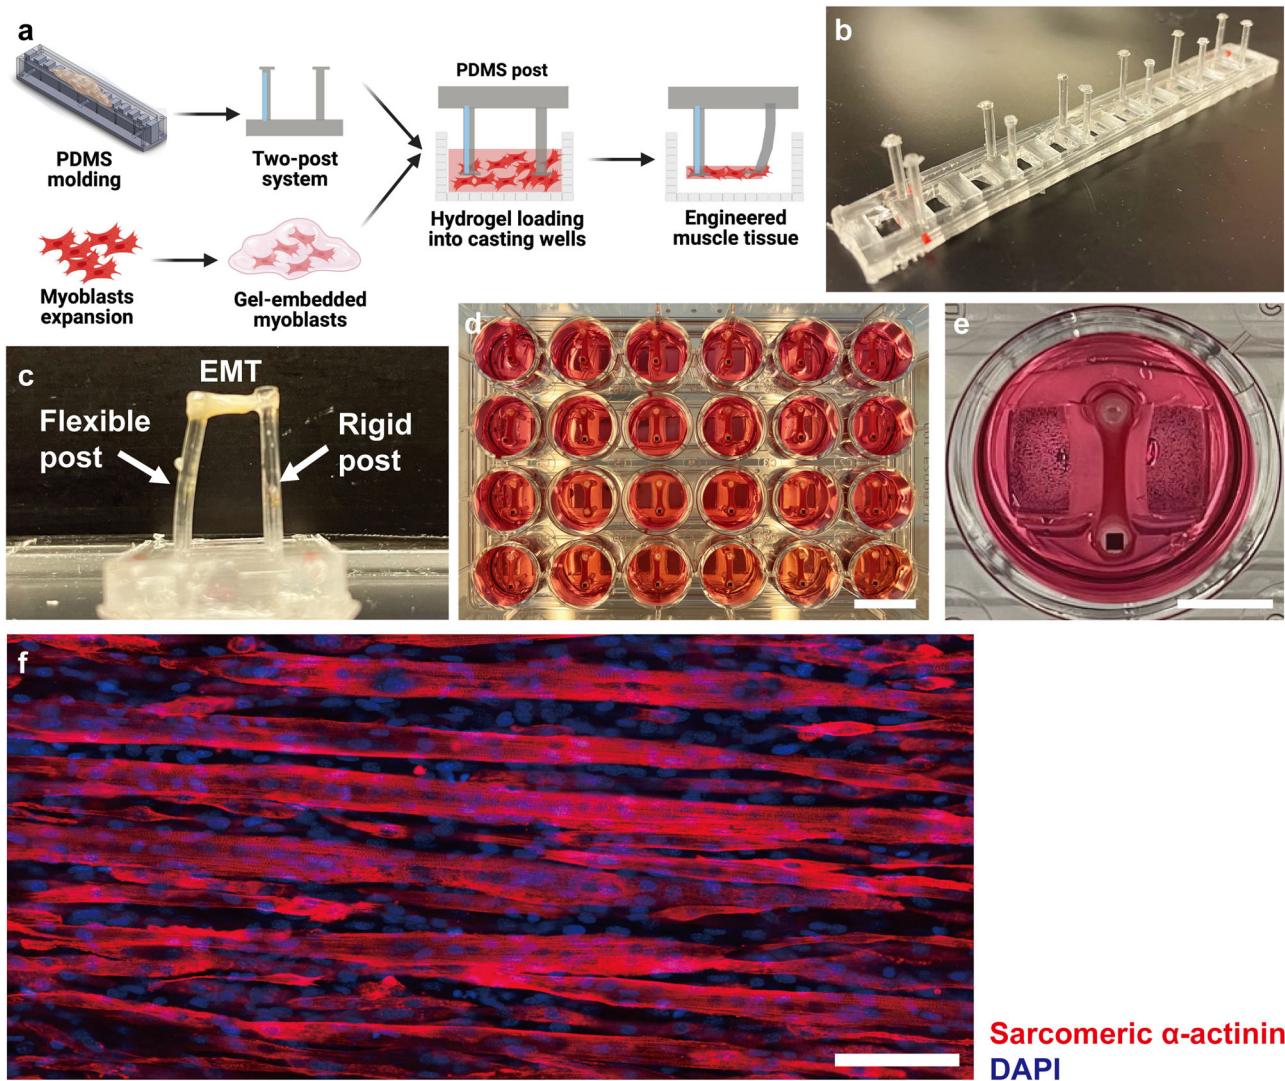 a
PDMS
molding
Two-post
system
PDMS post
Hydrogel loading
into casting wells
Engineered
muscle tissue
Myoblasts
expansion
Gel-embedded
myoblasts
b
c
EMT
Flexible
post
Rigid
post
d
e
f
Sarcomeric α-actinin
DAPI